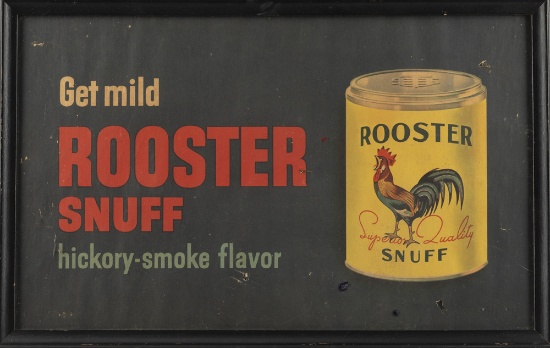 Get mild
ROOSTER
SNUFF
hickory-smoke flavor
ROOSTER
Superior Quality
SNUFF